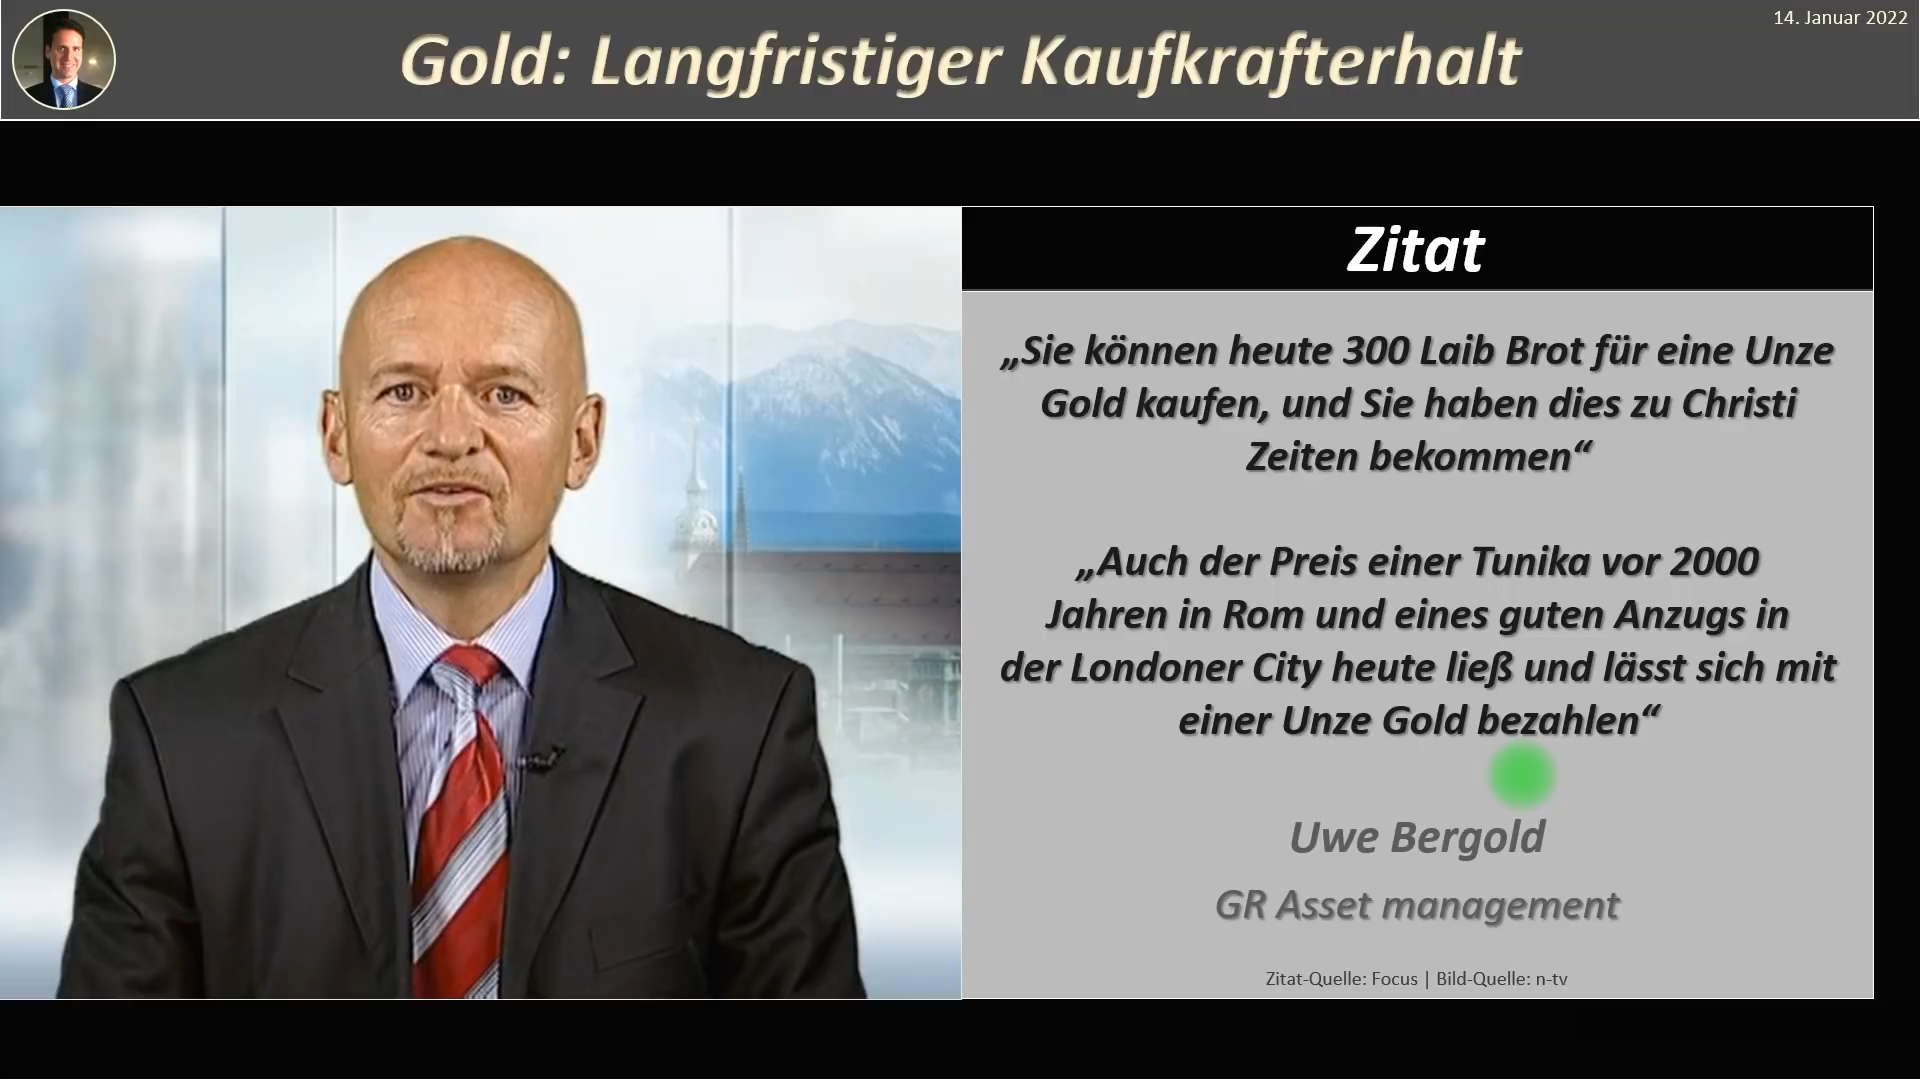 14. Januar 2022
Gold: Langfristiger Kaufkrafterhalt
Zitat
„Sie können heute 300 Laib Brot für eine Unze
Gold kaufen, und Sie haben dies zu Christi
Zeiten bekommen“
„Auch der Preis einer Tunika vor 2000
Jahren in Rom und eines guten Anzugs in
der Londoner City heute ließ und lässt sich mit
einer Unze Gold bezahlen“
Uwe Bergold
GR Asset management
Zitat-Quelle: Focus | Bild-Quelle: n-tv